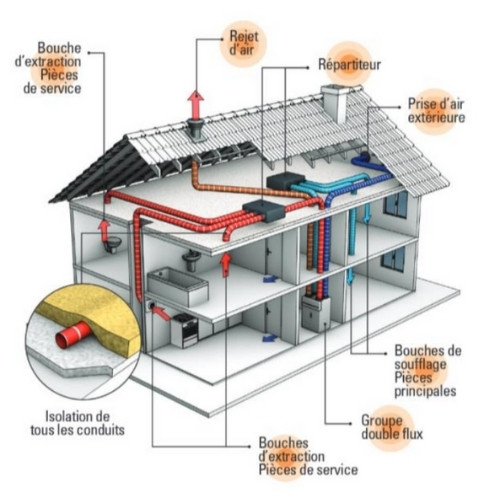 Rejet
d'air
Bouche
d'extraction
Pièces
de service
Répartiteur
Prise d'air
extérieure
Bouches de
soufflage
Pièces
principales
Isolation de
tous les conduits
Groupe
double flux
Bouches
d'extraction
Pièces de service